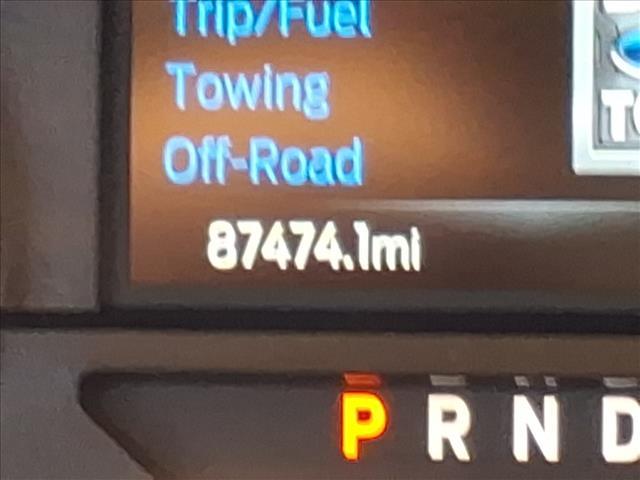 Trip/Fuel
Towing
Off-Road
87474.1mi
P R N D